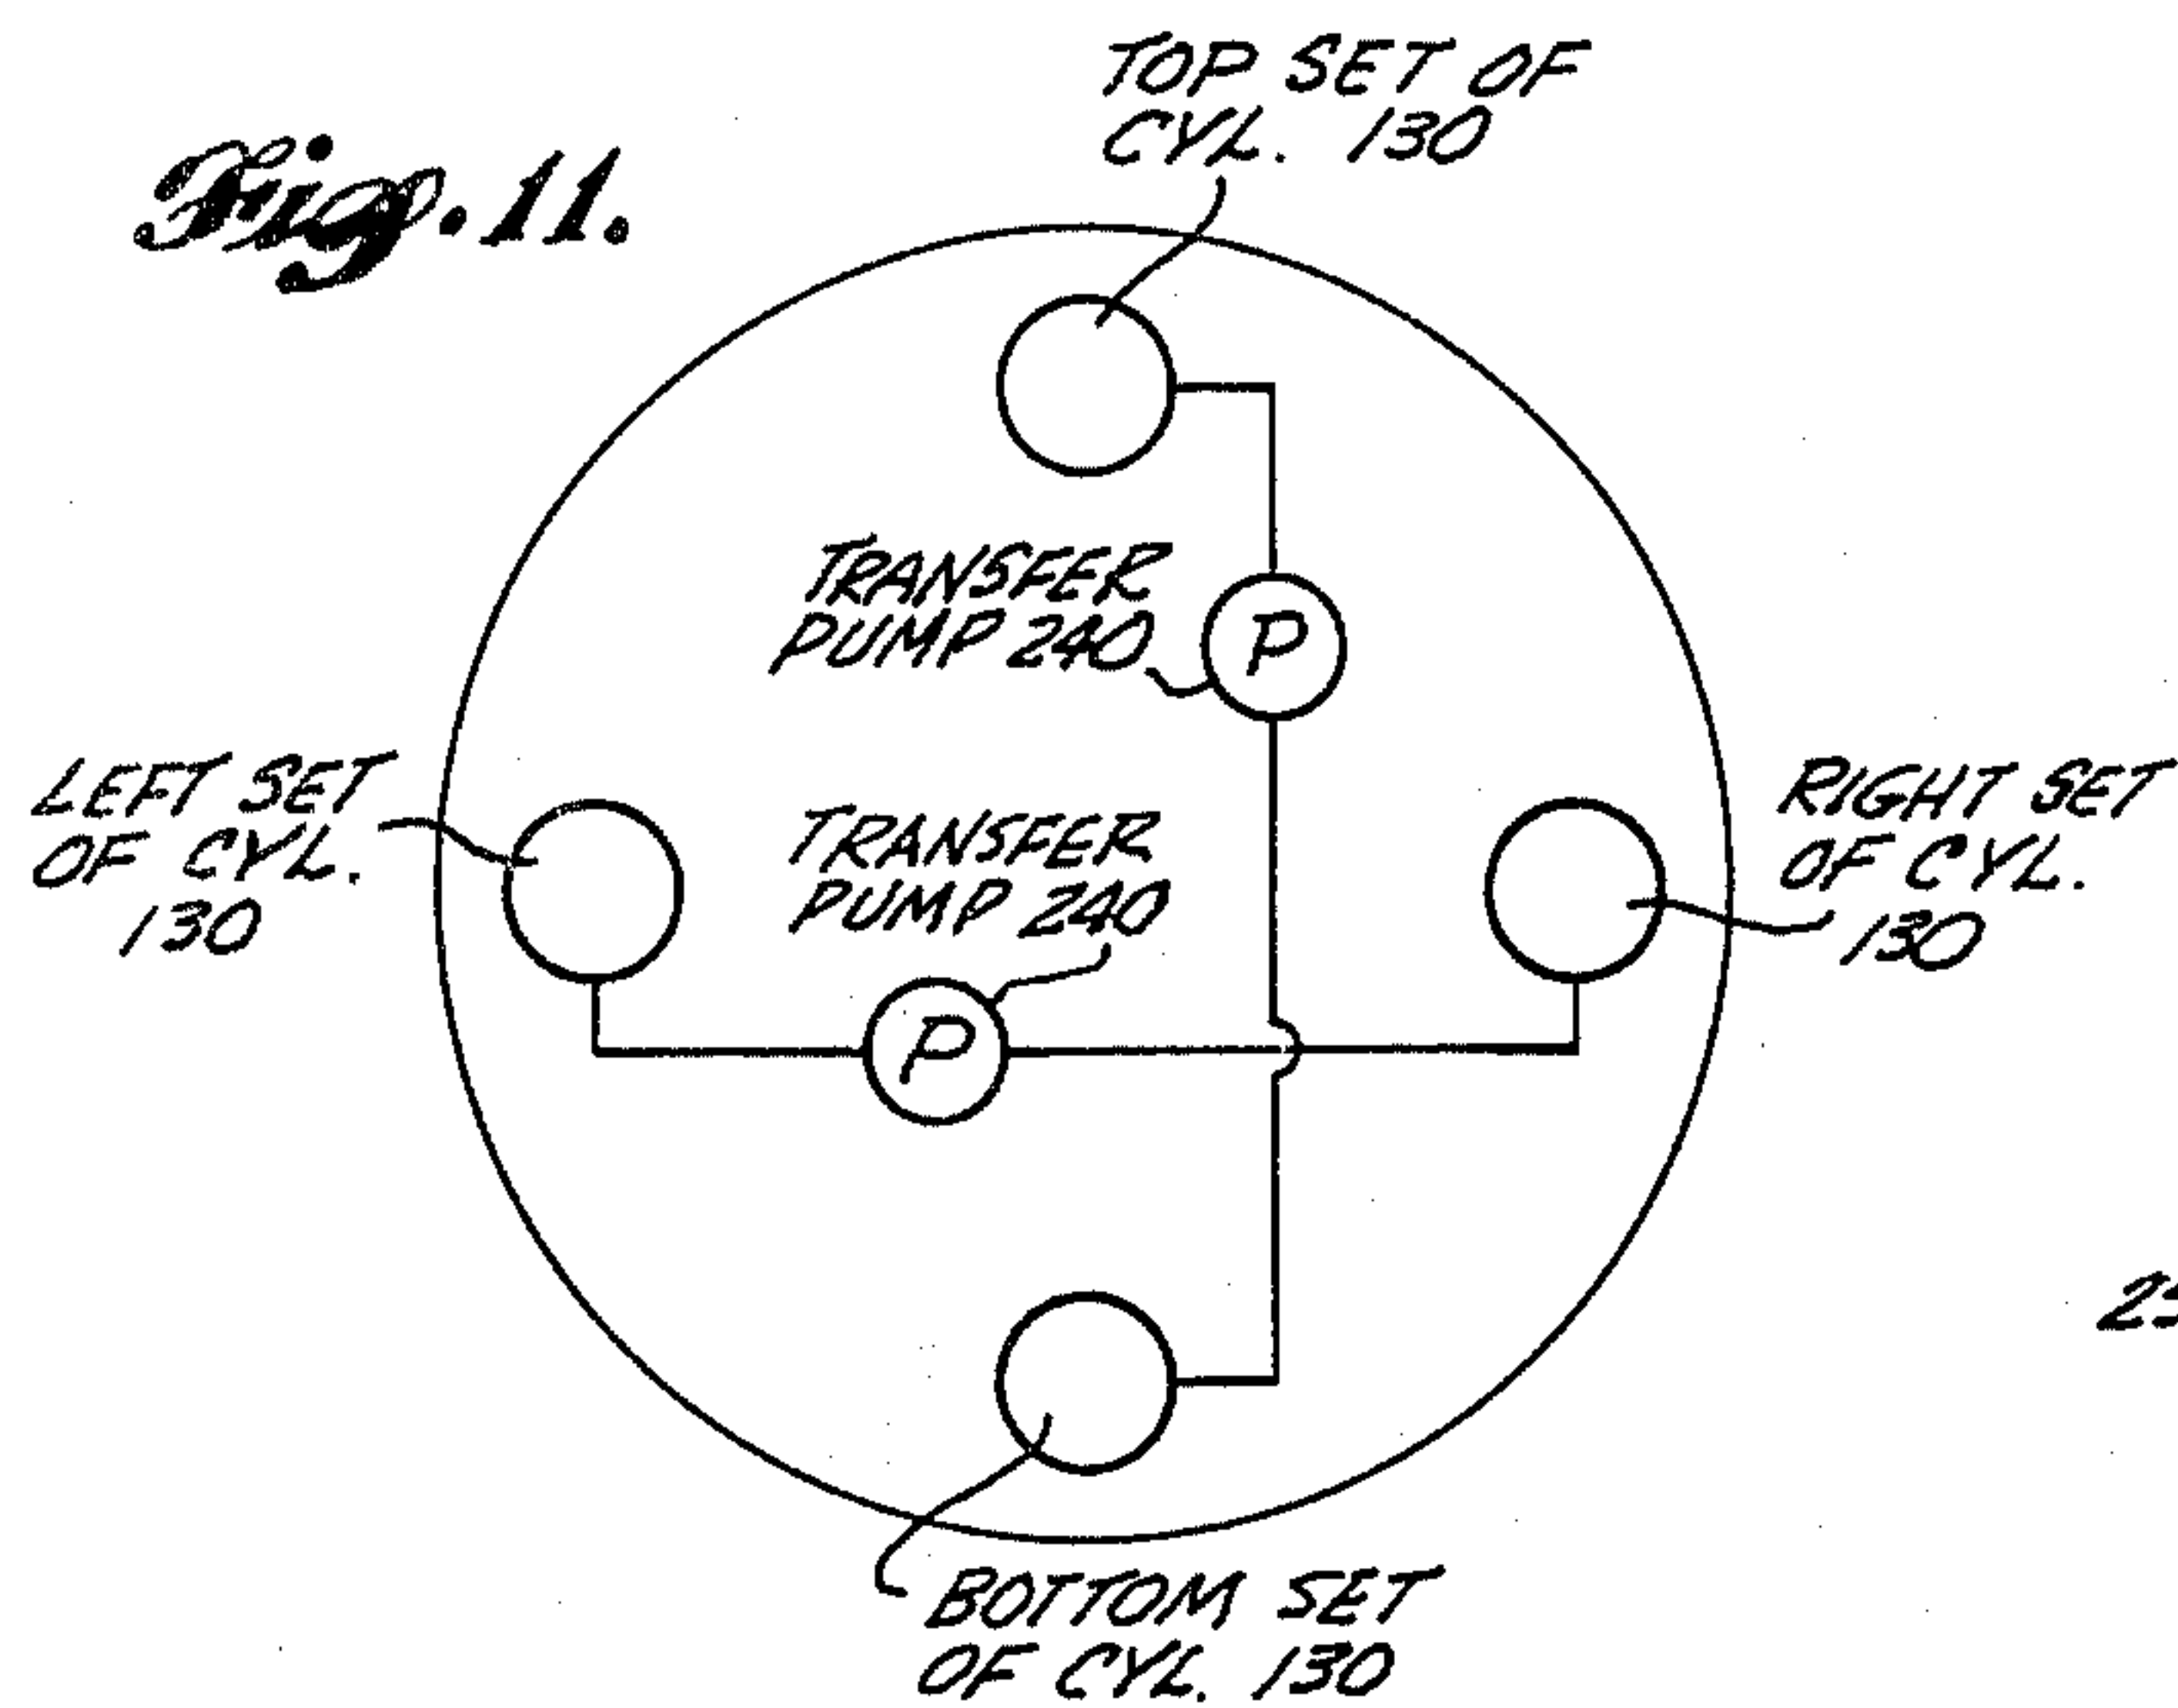 Fig. 11.
TOP SET OF
CYL. 130
TRANSFER
PUMP 240
P
LEFT SET
OF CYL.
130
TRANSFER
PUMP 240
P
RIGHT SET
OF CYL.
130
BOTTOM SET
OF CYL. 130